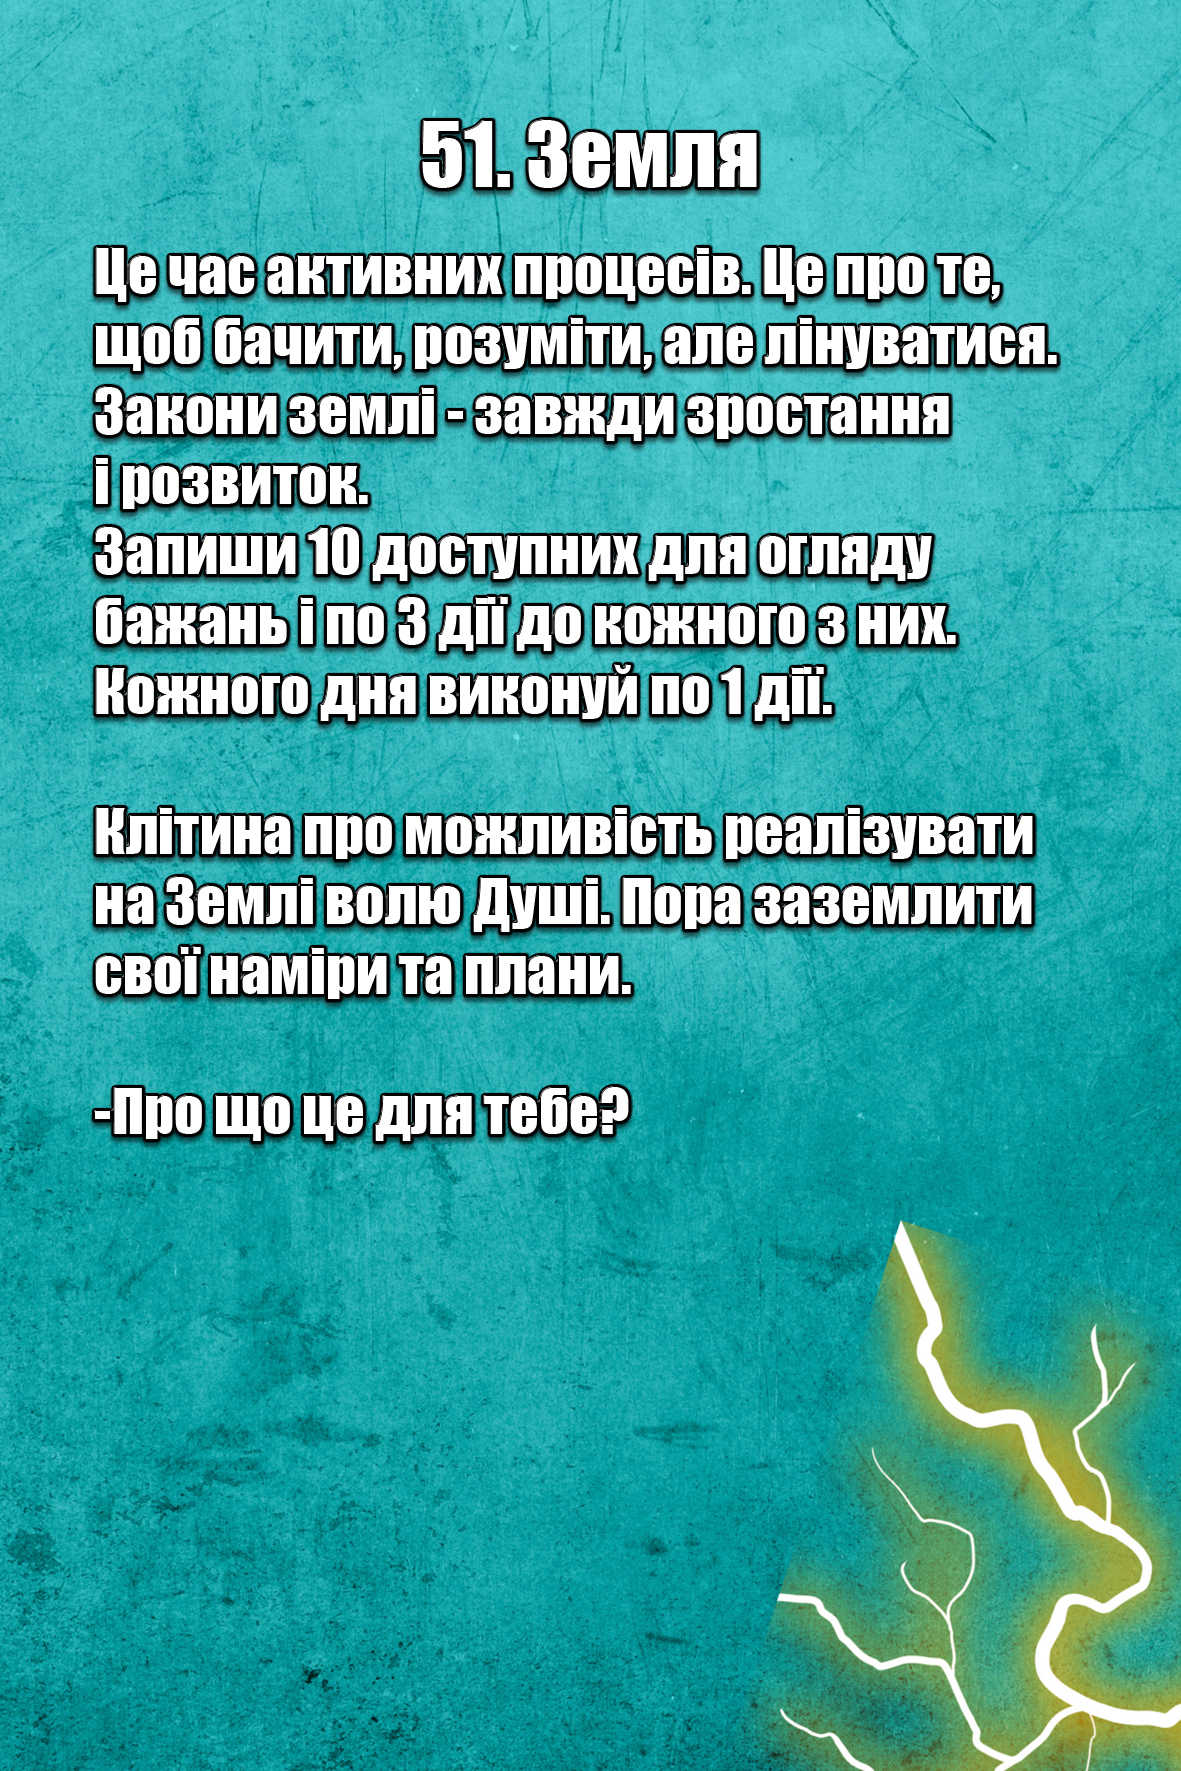 51. Земля
Це час активних процесів. Це про те,
щоб бачити, розуміти, але лінуватися.
Закони землі - завжди зростання
і розвиток.
Запиши 10 доступних для огляду
бажань і по 3 дії до кожного з них.
Кожного дня виконуй по 1 дії.
Клітина про можливість реалізувати
на Землі волю Душі. Пора заземлити
свої наміри та плани.
-Про що це для тебе?